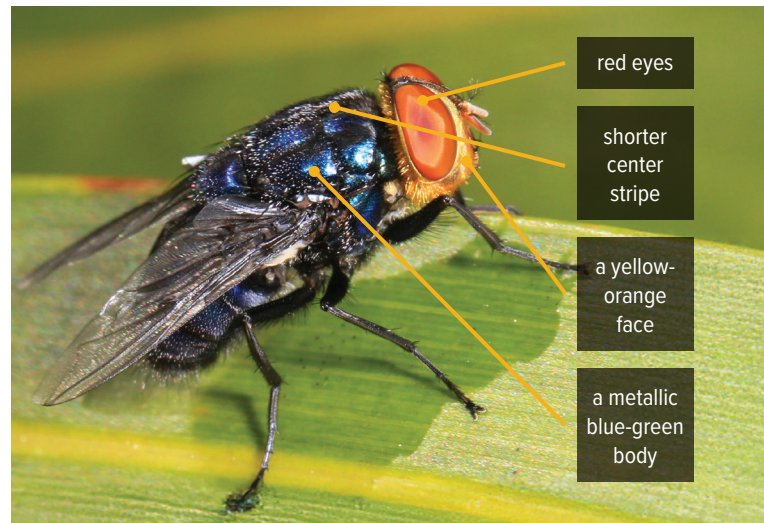 red eyes
shorter
center
stripe
a yellow-
orange
face
a metallic
blue-green
body